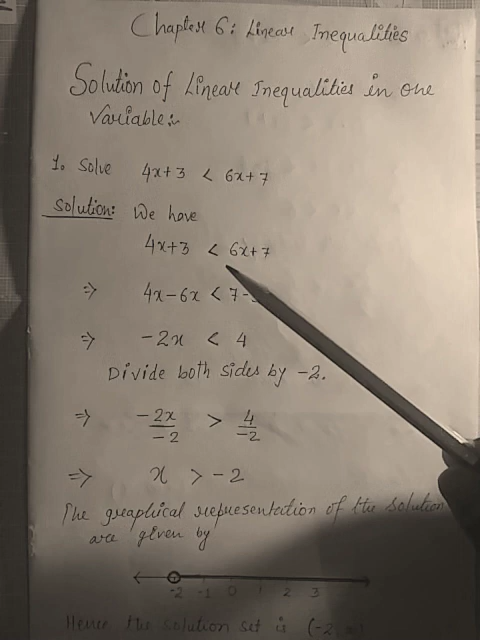 Chapter 6: Linear Inequalities
Solution of Linear Inequalities in one
variable:
1. Solve 4x+3 < 6x+7
Solution: We have
4x+3 < 6x+7
⇒ 4x-6x < 7-
⇒ -2x < 4
Divide both sides by -2.
⇒ -2x/-2 > 4/-2
⇒ x > -2
The graphical representation of the solution
are given by
-2 -1 0 1 2 3
Hence the solution set is (-2,